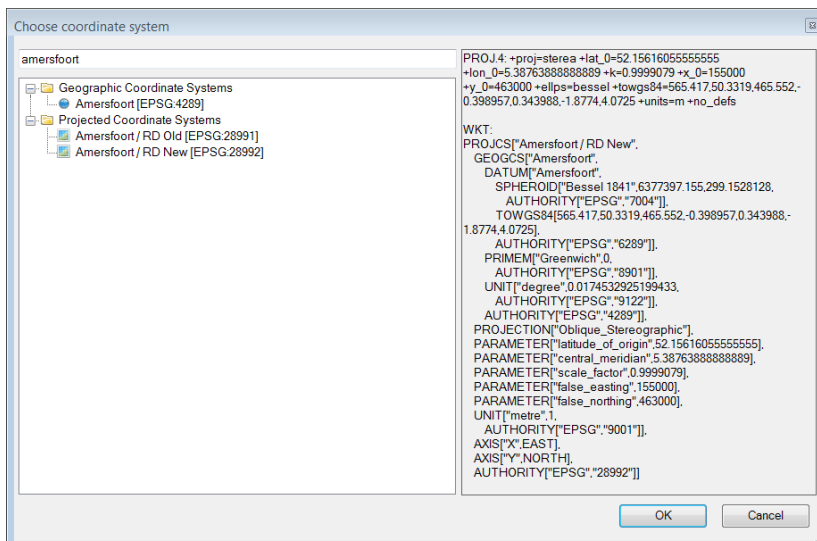 Choose coordinate system
amersfoort
Geographic Coordinate Systems
Amersfoort [EPSG:4289]
Projected Coordinate Systems
Amersfoort / RD Old [EPSG:28991]
Amersfoort / RD New [EPSG:28992]
PROJ.4: +proj=sterea +lat_0=52.15616055555555
+lon_0=5.38763888888889 +k=0.9999079 +x_0=155000
+y_0=463000 +ellps=bessel +towgs84=565.417,50.3319,465.552,-
0.398957,0.343988,-1.8774,4.0725 +units=m +no_defs
WKT:
PROJCS["Amersfoort / RD New",
GEOGCS["Amersfoort",
DATUM["Amersfoort",
SPHEROID["Bessel 1841",6377397.155,299.1528128,
AUTHORITY["EPSG","7004"]],
TOWGS84[565.417,50.3319,465.552,-0.398957,0.343988,-
1.8774,4.0725],
AUTHORITY["EPSG","6289"]],
PRIMEM["Greenwich",0,
AUTHORITY["EPSG","8901"]],
UNIT["degree",0.0174532925199433,
AUTHORITY["EPSG","9122"]],
AUTHORITY["EPSG","4289"]],
PROJECTION["Oblique_Stereographic"],
PARAMETER["latitude_of_origin",52.15616055555555],
PARAMETER["central_meridian",5.38763888888889],
PARAMETER["scale_factor",0.9999079],
PARAMETER["false_easting",155000],
PARAMETER["false_northing",463000],
UNIT["metre",1,
AUTHORITY["EPSG","9001"]],
AXIS["X",EAST],
AXIS["Y",NORTH],
AUTHORITY["EPSG","28992"]]
OK
Cancel